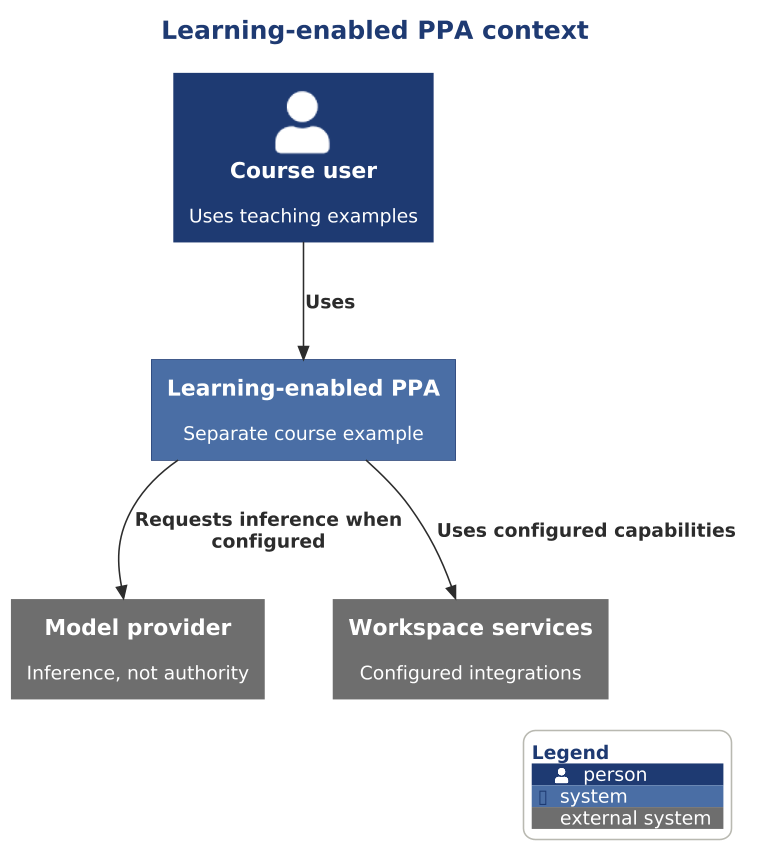 Learning-enabled PPA context
Course user
Uses teaching examples
Uses
Learning-enabled PPA
Separate course example
Requests inference when
configured
Uses configured capabilities
Model provider
Inference, not authority
Workspace services
Configured integrations
Legend
person
system
external system